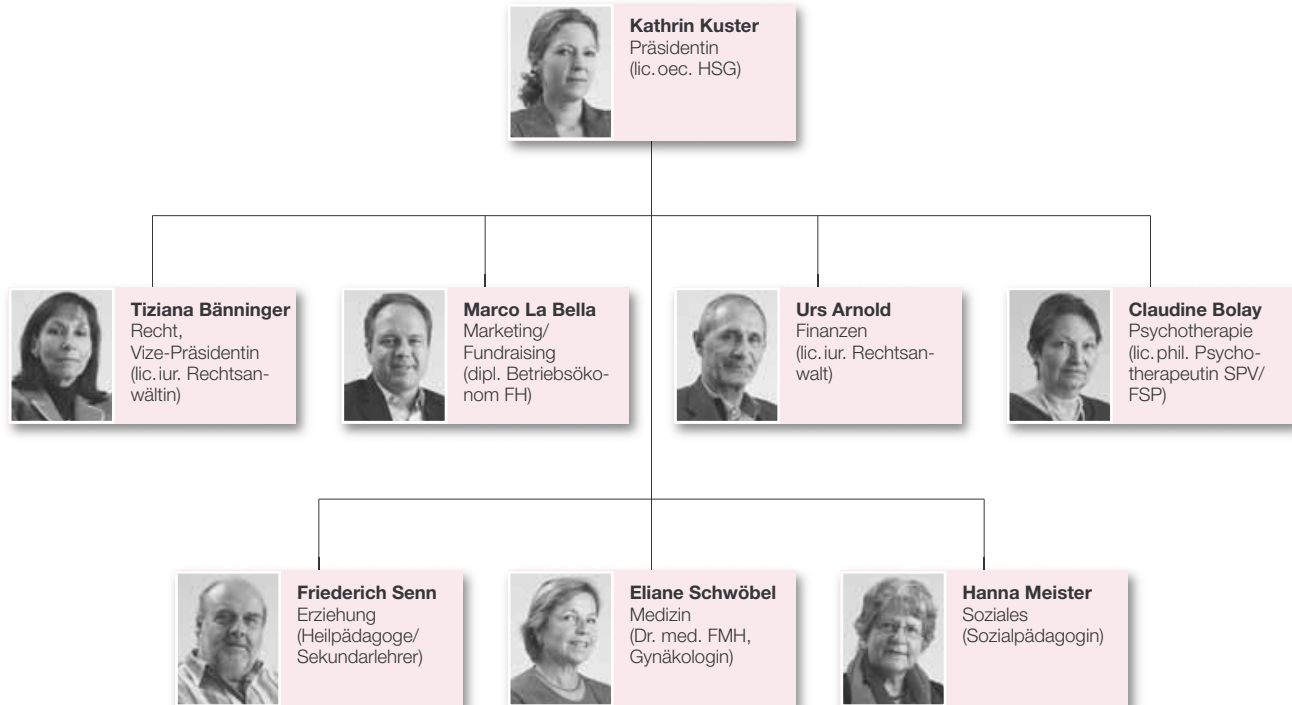 Kathrin Kuster
Präsidentin
(lic. oec. HSG)
Tiziana Bänninger
Recht,
Vize-Präsidentin
(lic. iur. Rechtsan-
wältin)
Marco La Bella
Marketing/
Fundraising
(dipl. Betriebsöko-
nom FH)
Urs Arnold
Finanzen
(lic. iur. Rechtsan-
walt)
Claudine Bolay
Psychotherapie
(lic. phil. Psycho-
therapeutin SPV/
FSP)
Friederich Senn
Erziehung
(Heilpädagoge/
Sekundarlehrer)
Eliane Schwöbel
Medizin
(Dr. med. FMH,
Gynäkologin)
Hanna Meister
Soziales
(Sozialpädagogin)